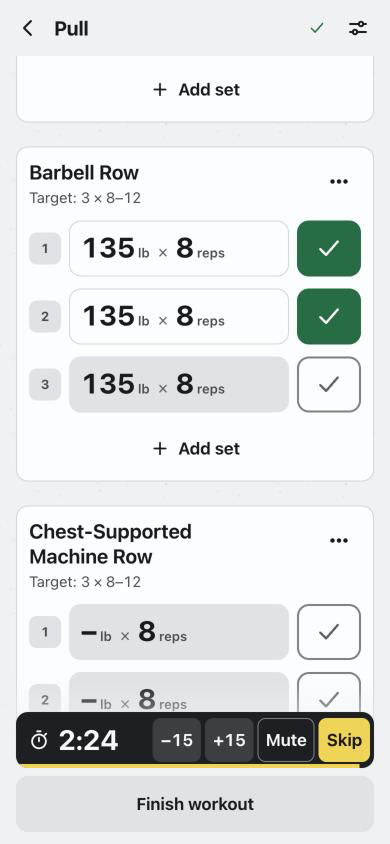 Pull
+ Add set
Barbell Row
Target: 3 × 8–12
1 135 lb × 8 reps
2 135 lb × 8 reps
3 135 lb × 8 reps
+ Add set
Chest-Supported
Machine Row
Target: 3 × 8–12
1 – lb × 8 reps
2 – lb × 8 reps
2:24 −15 +15 Mute Skip
Finish workout